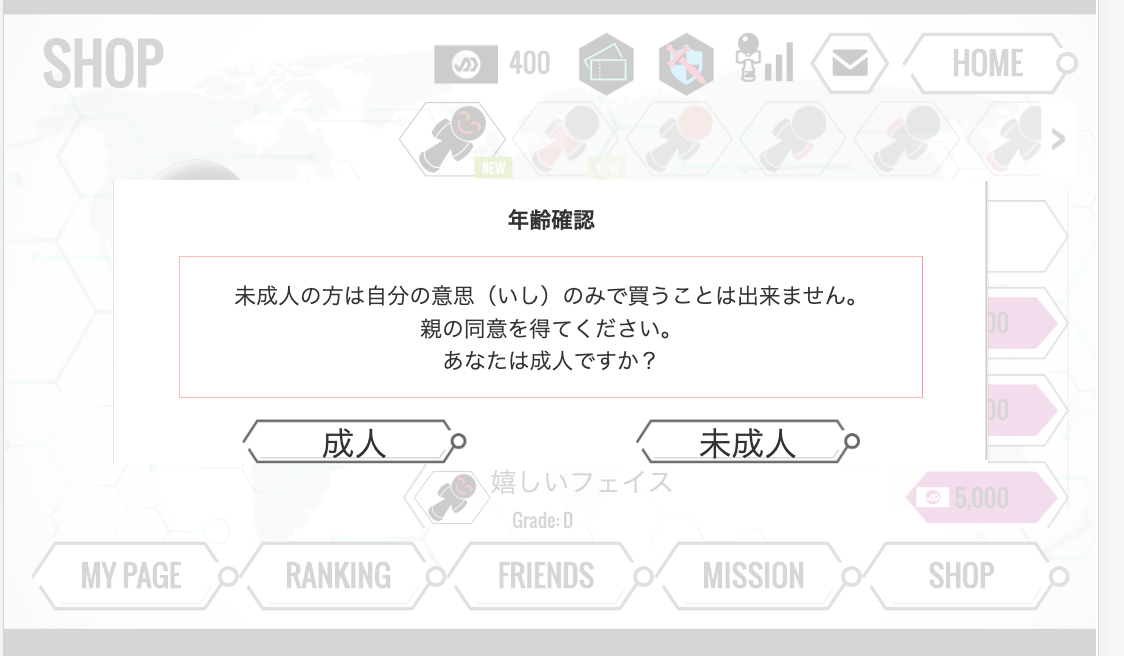 SHOP
400
HOME
NEW
NEW
年齢確認
未成人の方は自分の意思（いし）のみで買うことは出来ません。
親の同意を得てください。
あなたは成人ですか？
00
00
成人
未成人
嬉しいフェイス
Grade: D
5,000
MY PAGE
RANKING
FRIENDS
MISSION
SHOP